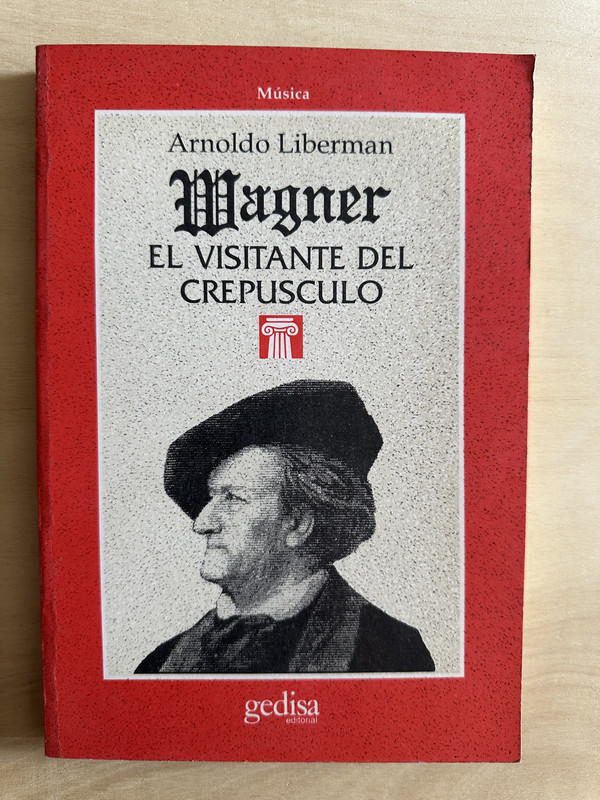 Música
Arnoldo Liberman
Wagner
EL VISITANTE DEL
CREPUSCULO
gedisa
editorial